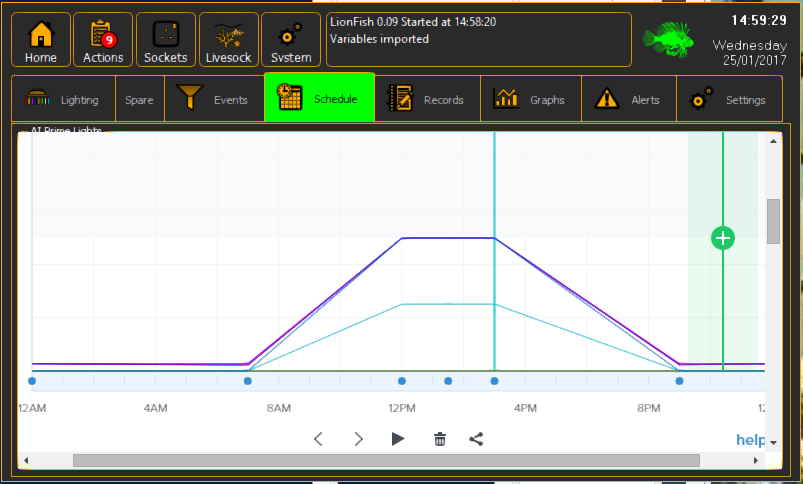 LionFish 0.09 Started at 14:58:20
Variables imported
14:59:29
Wednesday
25/01/2017
Home
Actions
9
Sockets
Livesock
System
Lighting
Spare
Events
Schedule
Records
Graphs
Alerts
Settings
AI Prime Lights
12AM
4AM
8AM
12PM
4PM
8PM
12
help